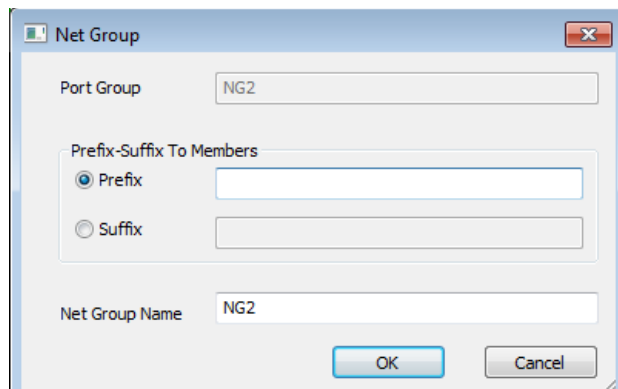 Net Group
Port Group NG2
Prefix-Suffix To Members
Prefix
Suffix
Net Group Name NG2
OK Cancel